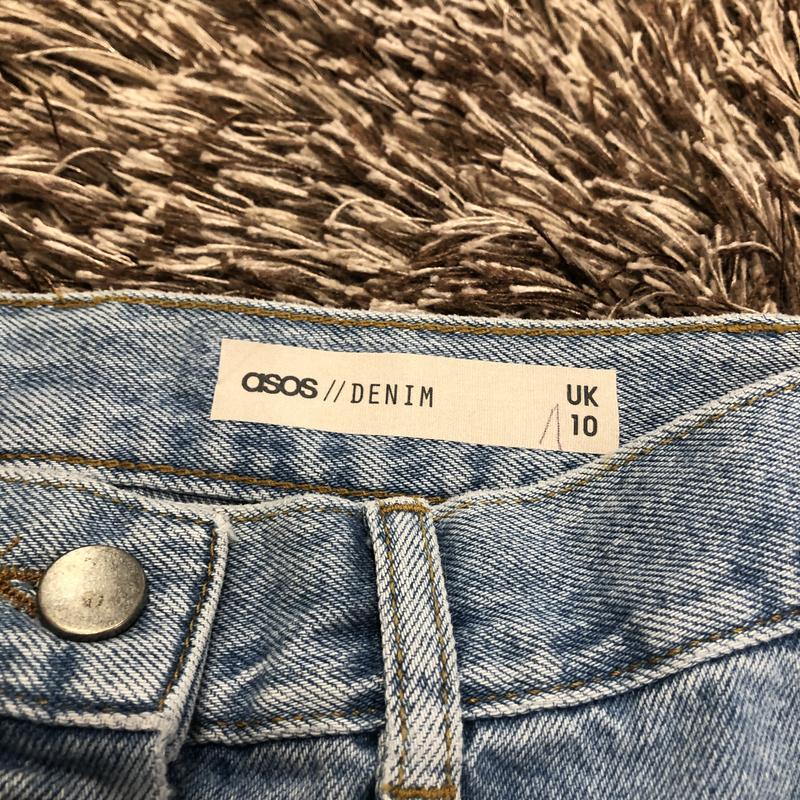 asos // DENIM
UK
10